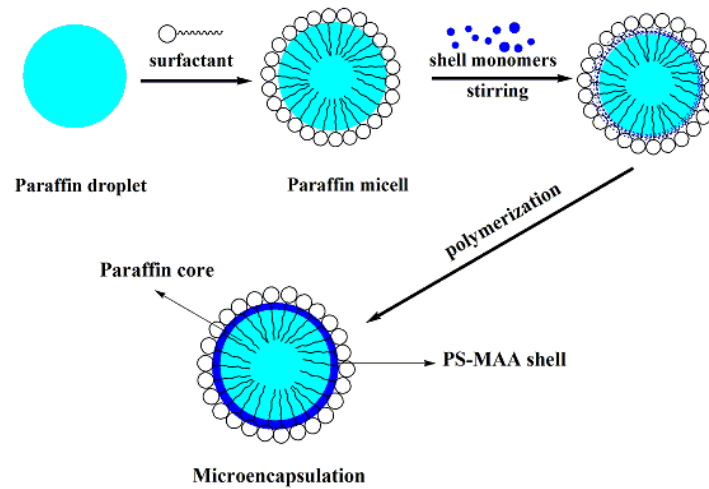 surfactant
shell monomers
stirring
Paraffin droplet
Paraffin micell
polymerization
Paraffin core
PS-MAA shell
Microencapsulation